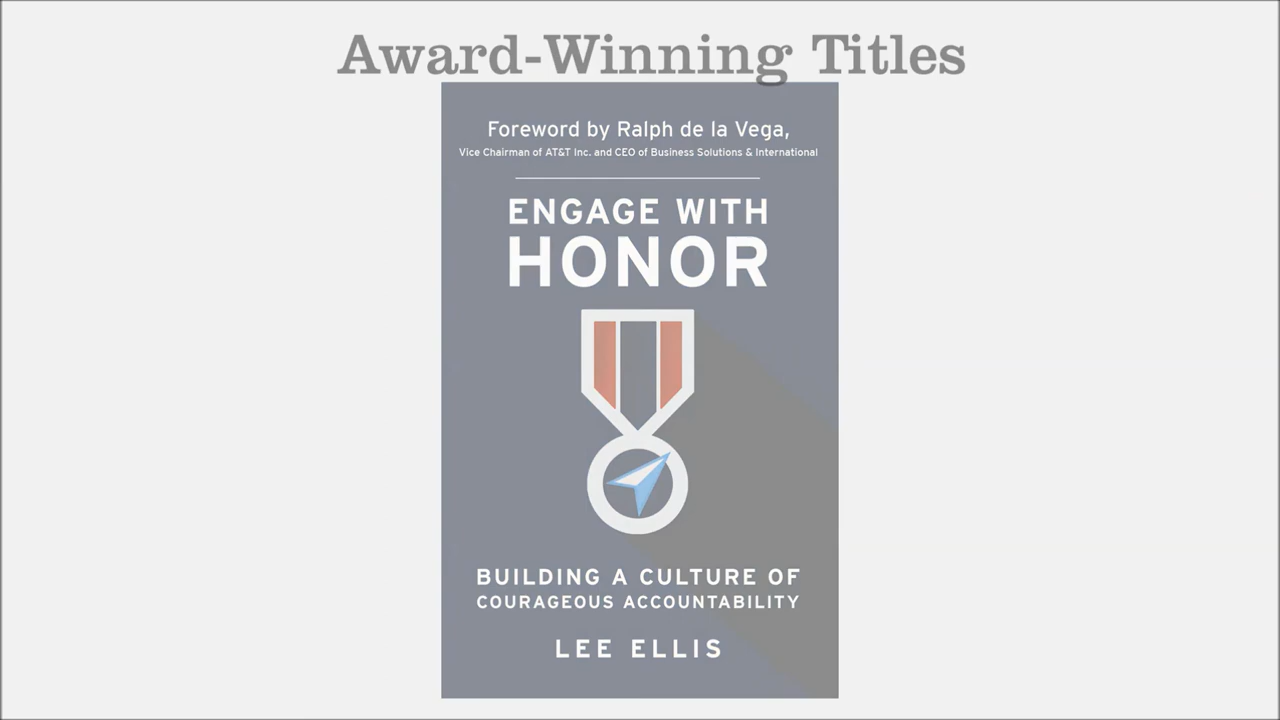 Award-Winning Titles
Foreword by Ralph de la Vega,
Vice Chairman of AT&T Inc. and CEO of Business Solutions & International
ENGAGE WITH
HONOR
BUILDING A CULTURE OF
COURAGEOUS ACCOUNTABILITY
LEE ELLIS